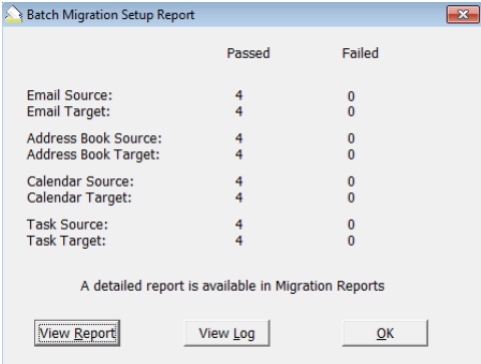 Batch Migration Setup Report
Passed Failed
Email Source: 4 0
Email Target: 4 0
Address Book Source: 4 0
Address Book Target: 4 0
Calendar Source: 4 0
Calendar Target: 4 0
Task Source: 4 0
Task Target: 4 0
A detailed report is available in Migration Reports
View Report View Log OK